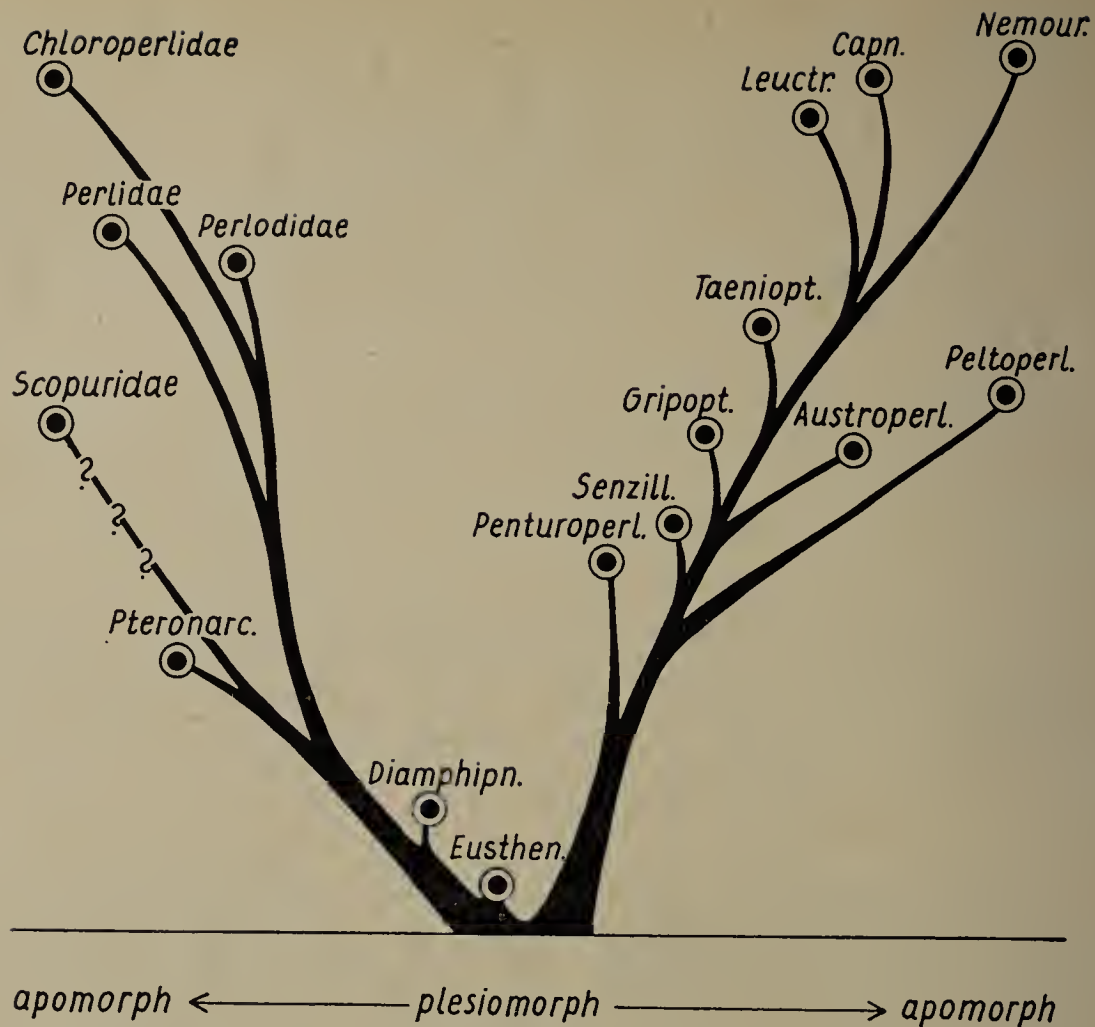 Chloroperlidae
Capn.
Nemour.
Leuctr.
Perlidae
Perlodidae
Taeniopt.
Scopuridae
Gripopt.
Austroperl.
Peltoperl.
Senzill.
Penturoperl.
? ? ?
Pteronarc.
Diamphipn.
Eusthen.
apomorph ← plesiomorph → apomorph